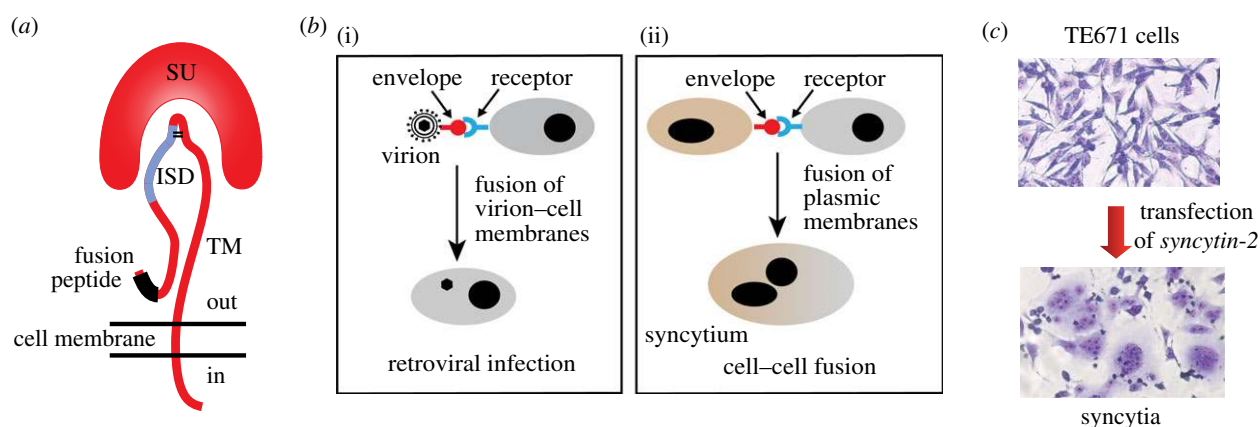 (a)
SU
ISD
TM
fusion
peptide
out
cell membrane
in
(b)
(i)
envelope
receptor
virion
fusion of
virion–cell
membranes
retroviral infection
(ii)
envelope
receptor
fusion of
plasmic
membranes
syncytium
cell–cell fusion
(c)
TE671 cells
transfection
of syncytin-2
syncytia